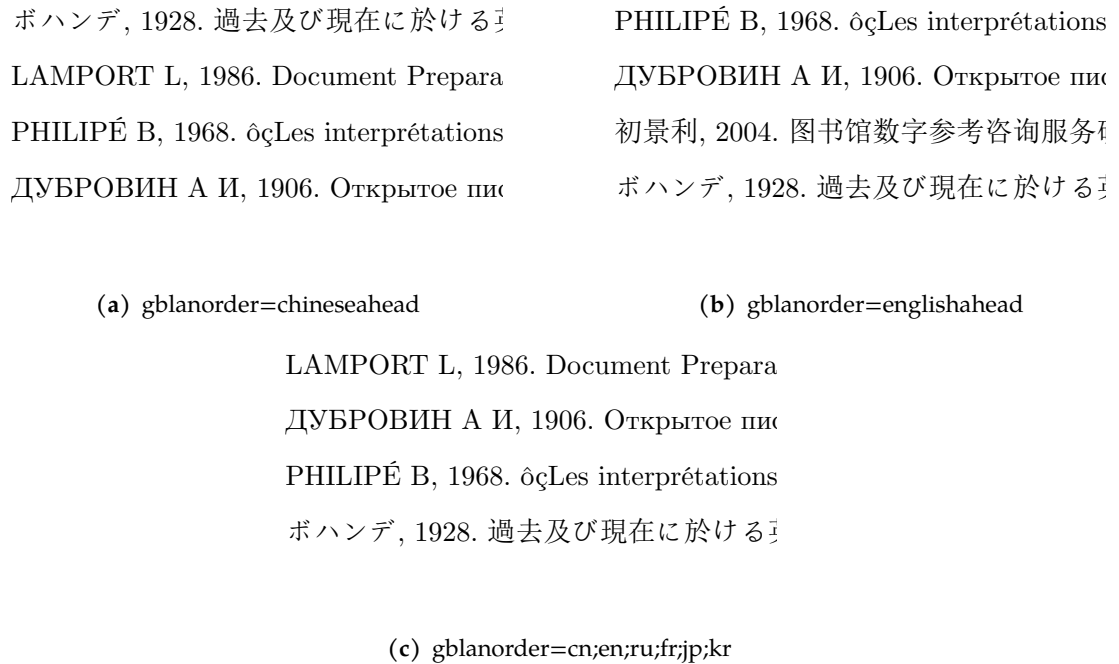 ボハンデ, 1928. 過去及び現在に於ける
LAMPORT L, 1986. Document Prepara
PHILIPÉ B, 1968. ôçLes interprétations
ДУБРОВИН А И, 1906. Открытое
(a) gblanorder=chineseahead
PHILIPÉ B, 1968. ôçLes interprétations
ДУБРОВИН А И, 1906. Открытое
初景利, 2004. 图书馆数字参考咨询服务
ボハンデ, 1928. 過去及び現在に於ける
(b) gblanorder=englishahead
LAMPORT L, 1986. Document Prepara
ДУБРОВИН А И, 1906. Открытое
PHILIPÉ B, 1968. ôçLes interprétations
ボハンデ, 1928. 過去及び現在に於ける
(c) gblanorder=cn;en;ru;fr;jp;kr